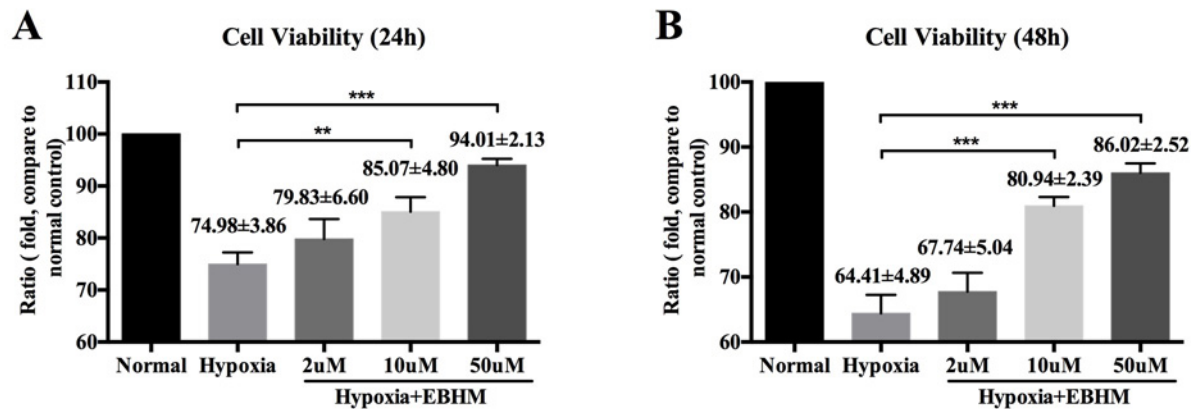 A
Cell Viability (24h)
Ratio ( fold, compare to
normal control)
110
100
90
80
70
60
***
**
74.98±3.86
79.83±6.60
85.07±4.80
94.01±2.13
Normal Hypoxia 2uM 10uM 50uM
Hypoxia+EBHM
B
Cell Viability (48h)
Ratio ( fold, compare to
normal control)
100
90
80
70
60
***
***
64.41±4.89
67.74±5.04
80.94±2.39
86.02±2.52
Normal Hypoxia 2uM 10uM 50uM
Hypoxia+EBHM